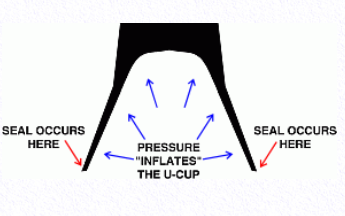 SEAL OCCURS
HERE
PRESSURE
"INFLATES"
THE U-CUP
SEAL OCCURS
HERE